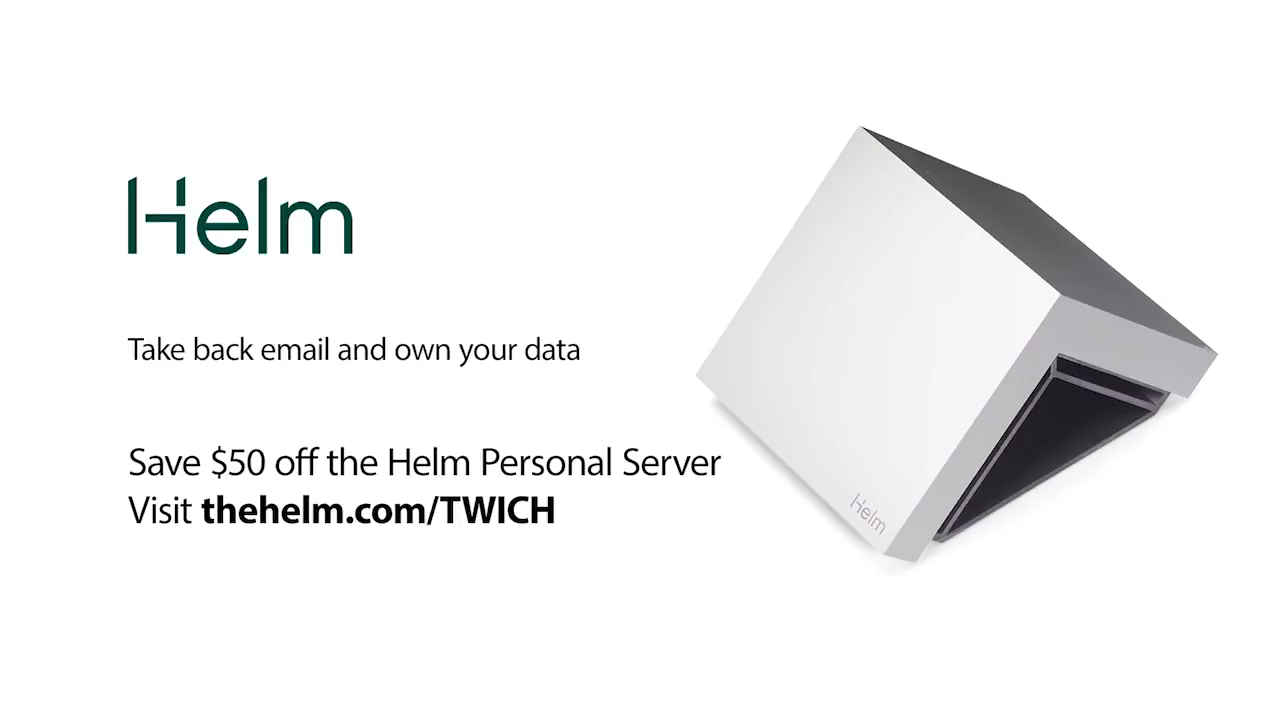 Helm
Take back email and own your data
Save $50 off the Helm Personal Server
Visit thehelm.com/TWICH
Helm